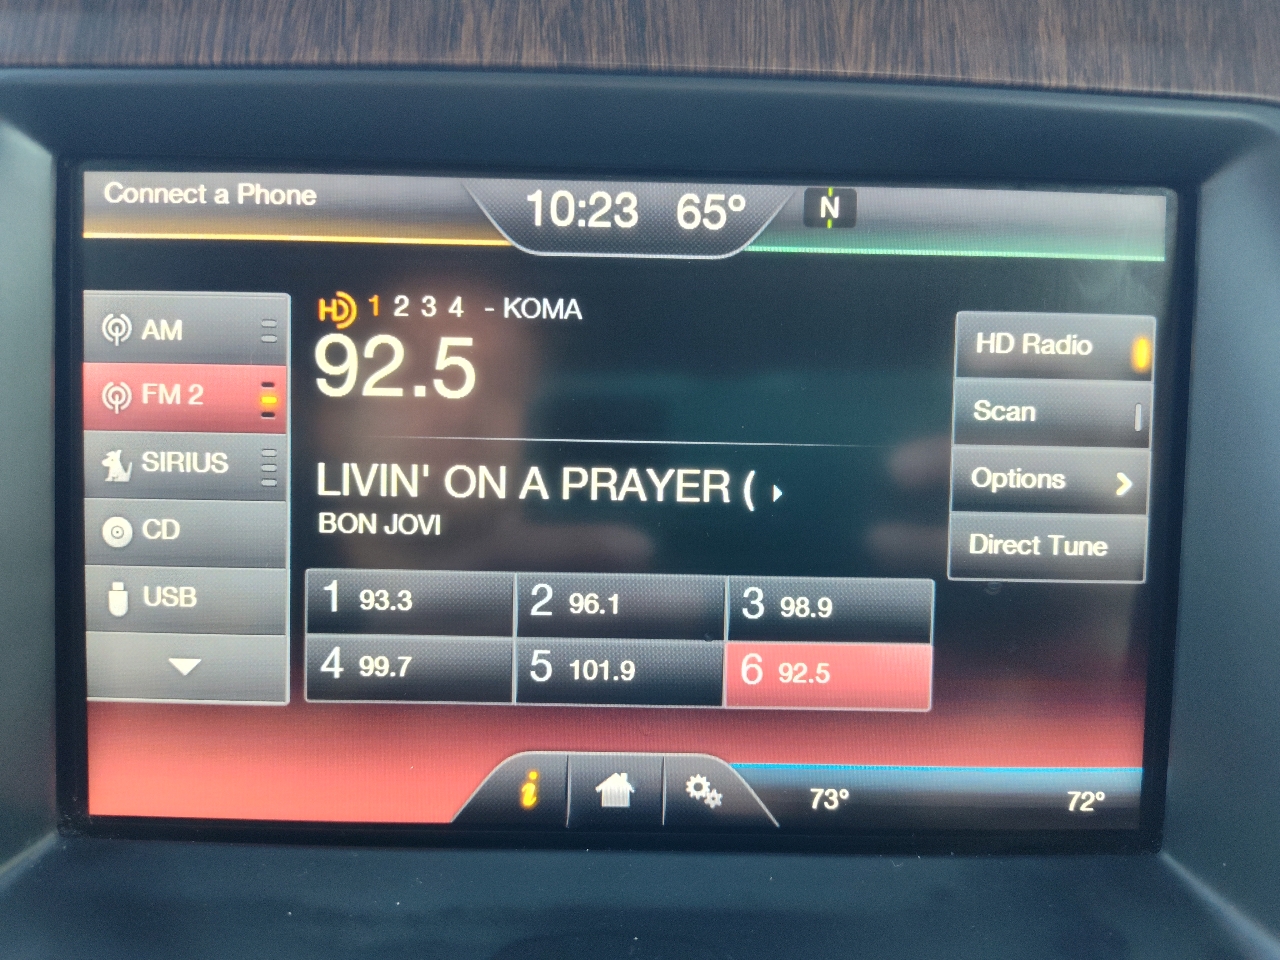 Connect a Phone
10:23 65°
N
HD 1 2 3 4 - KOMA
92.5
LIVIN' ON A PRAYER (
BON JOVI
AM
FM 2
SIRIUS
CD
USB
HD Radio
Scan
Options
Direct Tune
1 93.3
2 96.1
3 98.9
4 99.7
5 101.9
6 92.5
i
73° 72°